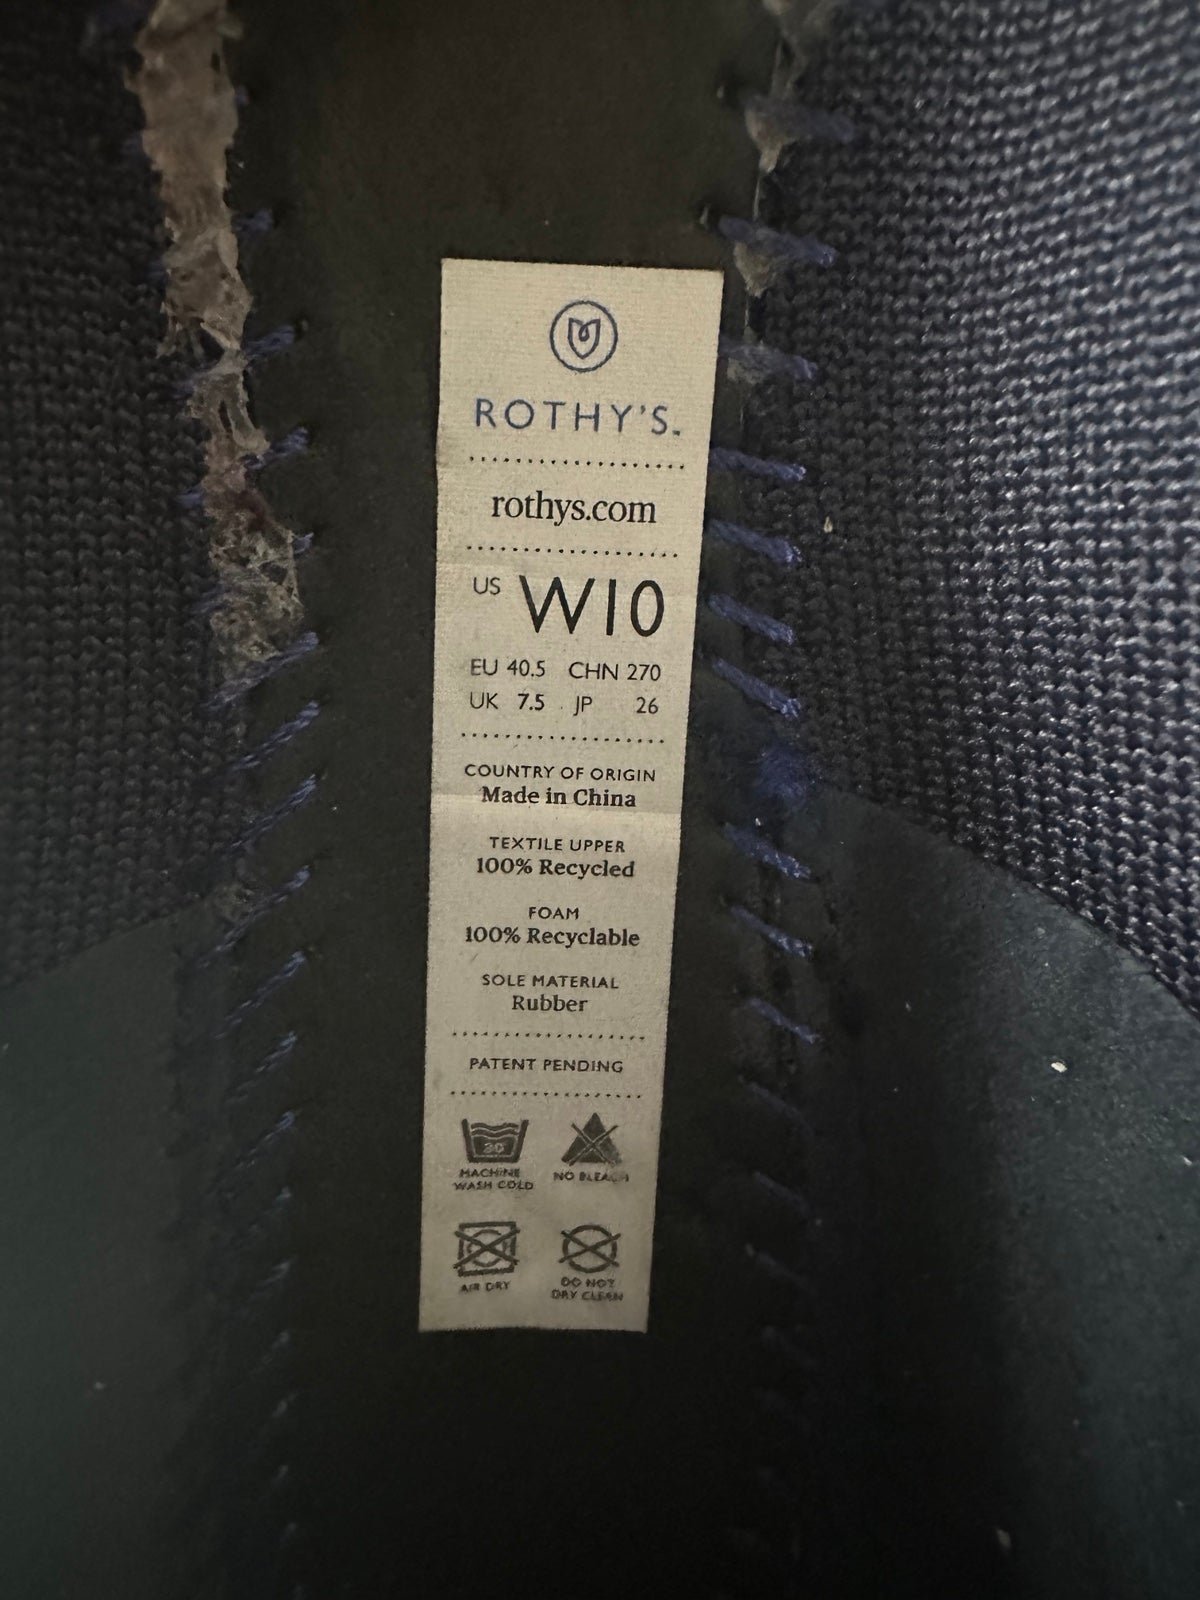 ROTHY'S.
rothys.com
US W10
EU 40.5 CHN 270
UK 7.5 JP 26
COUNTRY OF ORIGIN
Made in China
TEXTILE UPPER
100% Recycled
FOAM
100% Recyclable
SOLE MATERIAL
Rubber
PATENT PENDING
30
MACHINE WASH COLD
NO BLEACH
AIR DRY
DO NOT DRY CLEAN